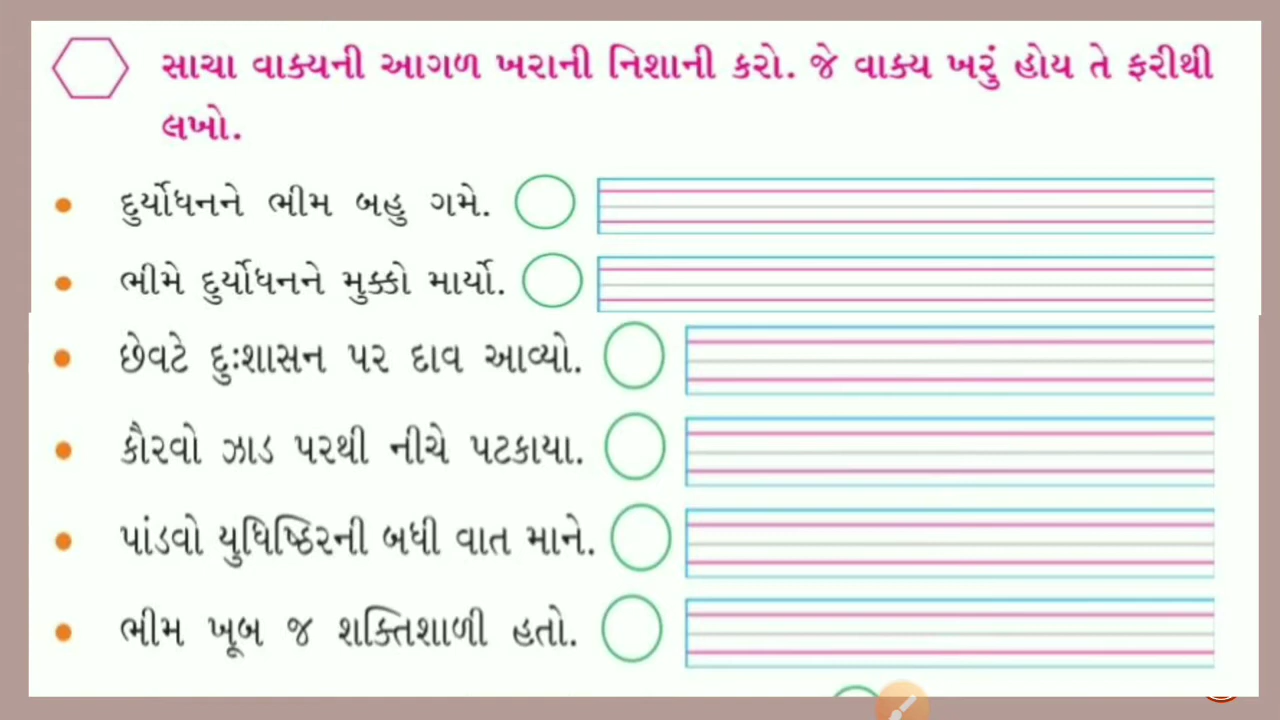 સાચા વાક્યની આગળ ખરાની નિશાની કરો. જે વાક્ય ખરું હોય તે ફરીથી
લખો.
દુર્યોધનને ભીમ બહુ ગમે.
ભીમે દુર્યોધનને મુક્કો માર્યો.
છેવટે દુઃશાસન પર દાવ આવ્યો.
કૌરવો ઝાડ પરથી નીચે પટકાયા.
પાંડવો યુધિષ્ઠિરની બધી વાત માને.
ભીમ ખૂબ જ શક્તિશાળી હતો.